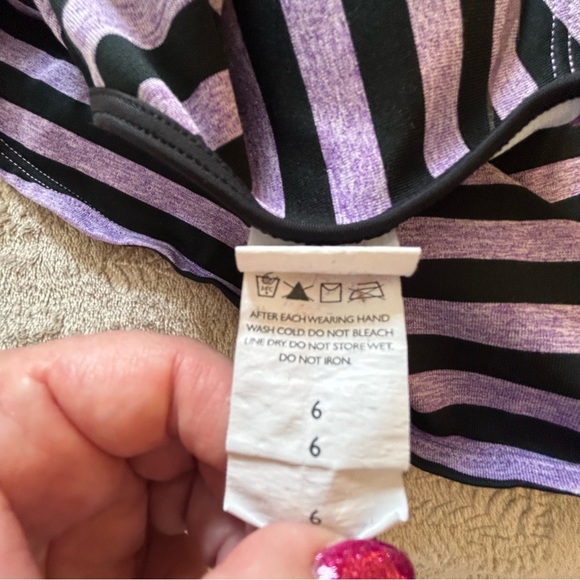 AFTER EACH WEARING HAND
WASH COLD. DO NOT BLEACH
LINE DRY. DO NOT STORE WET.
DO NOT IRON.
6
6
6